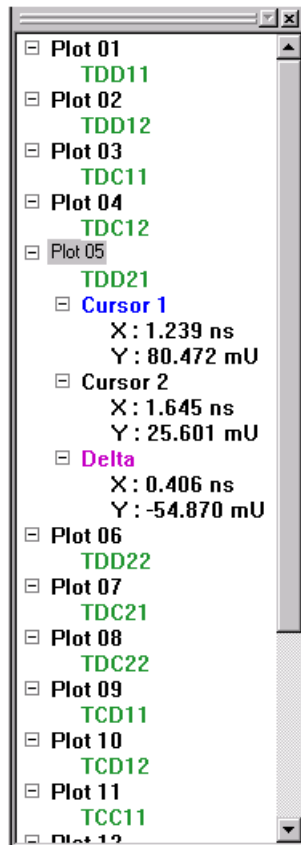 Plot 01
TDD11
Plot 02
TDD12
Plot 03
TDC11
Plot 04
TDC12
Plot 05
TDD21
Cursor 1
X : 1.239 ns
Y : 80.472 mU
Cursor 2
X : 1.645 ns
Y : 25.601 mU
Delta
X : 0.406 ns
Y : -54.870 mU
Plot 06
TDD22
Plot 07
TDC21
Plot 08
TDC22
Plot 09
TCD11
Plot 10
TCD12
Plot 11
TCC11
Plot 12